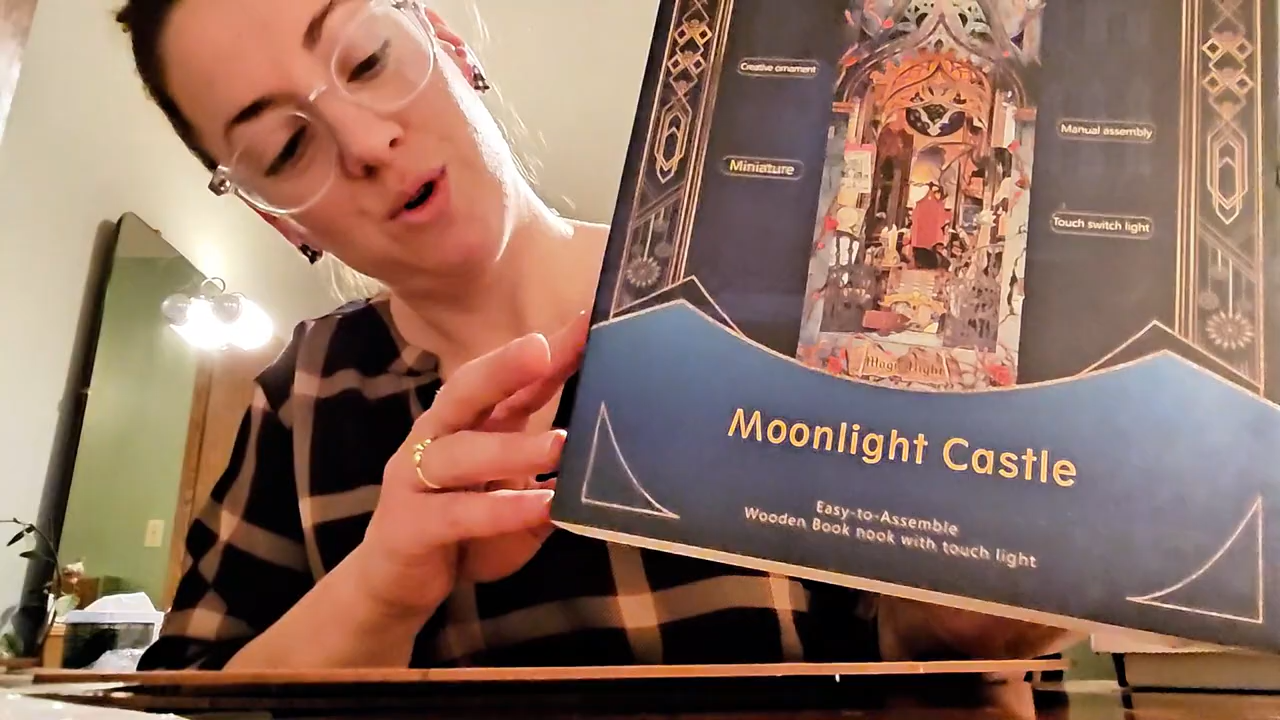 Creative ornament
Manual assembly
Miniature
Touch switch light
Magic Night
Moonlight Castle
Easy-to-Assemble
Wooden Book nook with touch light